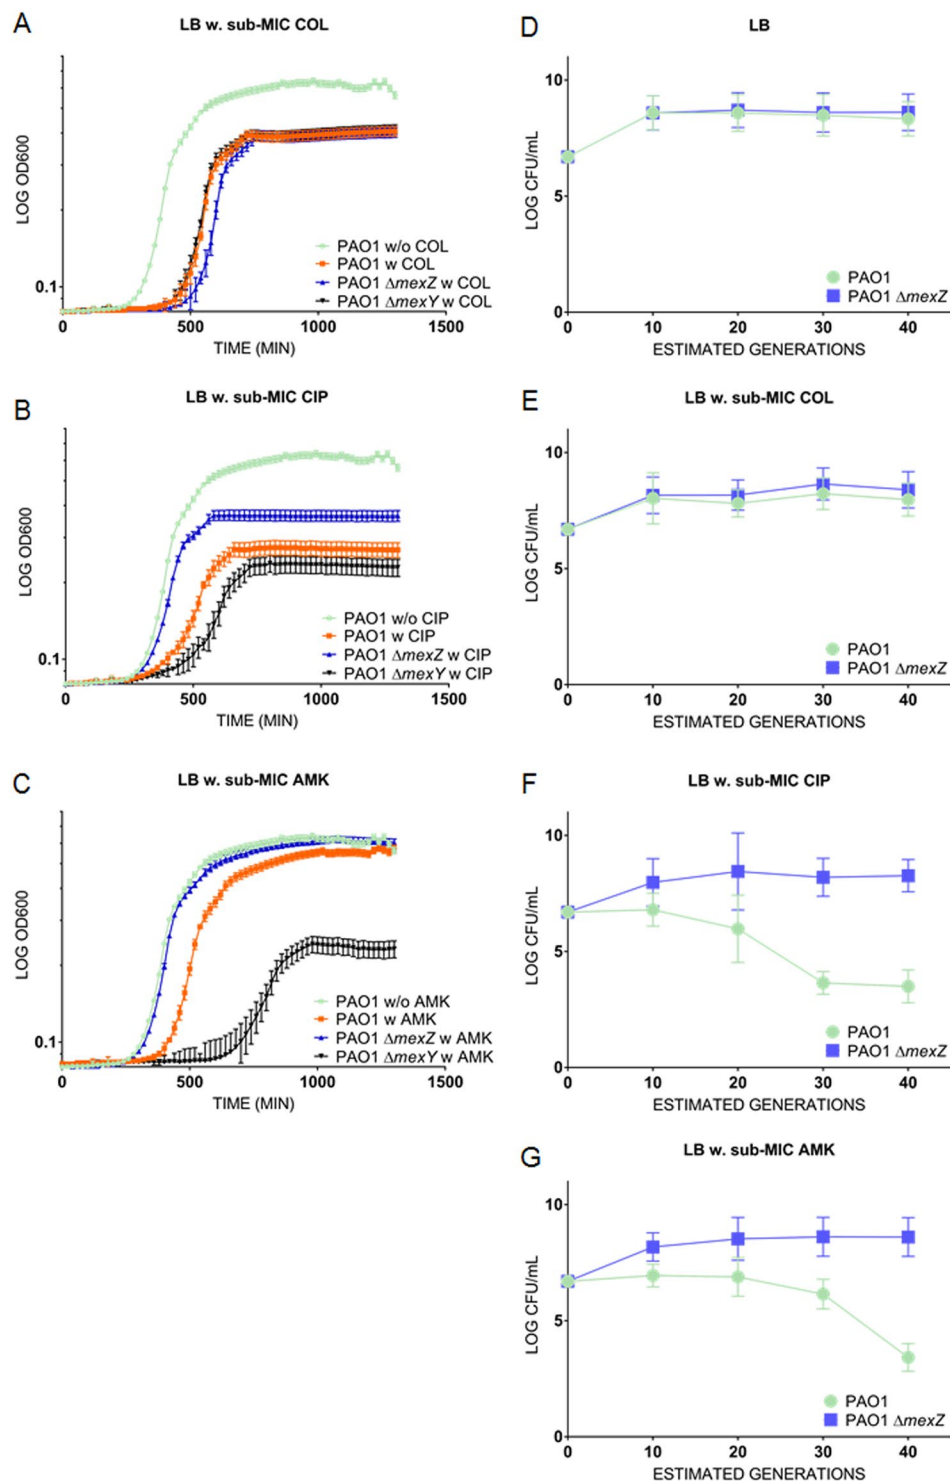 A
LB w. sub-MIC COL
LOG OD600
0.1
PAO1 w/o COL
PAO1 w COL
PAO1 ΔmexZ w COL
PAO1 ΔmexY w COL
0 500 1000 1500
TIME (MIN)
B
LB w. sub-MIC CIP
LOG OD600
0.1
PAO1 w/o CIP
PAO1 w CIP
PAO1 ΔmexZ w CIP
PAO1 ΔmexY w CIP
0 500 1000 1500
TIME (MIN)
C
LB w. sub-MIC AMK
LOG OD600
0.1
PAO1 w/o AMK
PAO1 w AMK
PAO1 ΔmexZ w AMK
PAO1 ΔmexY w AMK
0 500 1000 1500
TIME (MIN)
D
LB
LOG CFU/mL
10
5
0
PAO1
PAO1 ΔmexZ
0 10 20 30 40
ESTIMATED GENERATIONS
E
LB w. sub-MIC COL
LOG CFU/mL
10
5
0
PAO1
PAO1 ΔmexZ
0 10 20 30 40
ESTIMATED GENERATIONS
F
LB w. sub-MIC CIP
LOG CFU/mL
10
5
0
PAO1
PAO1 ΔmexZ
0 10 20 30 40
ESTIMATED GENERATIONS
G
LB w. sub-MIC AMK
LOG CFU/mL
10
5
0
PAO1
PAO1 ΔmexZ
0 10 20 30 40
ESTIMATED GENERATIONS